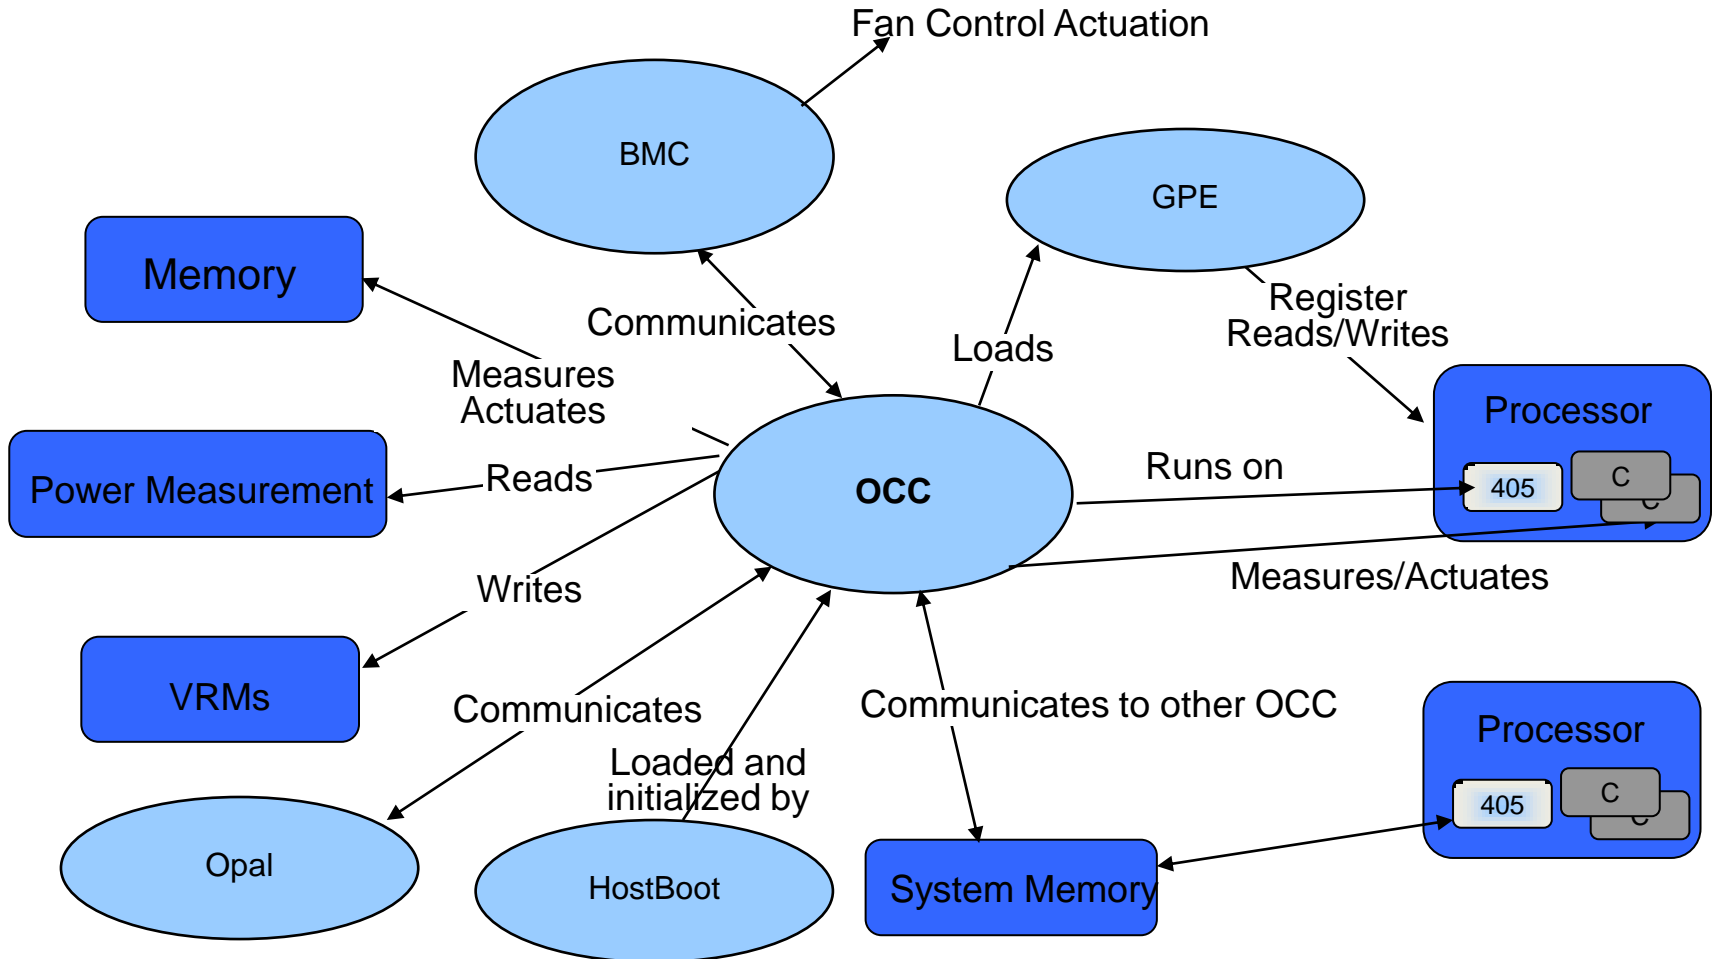 Fan Control Actuation
BMC
GPE
Memory
Communicates
Register
Reads/Writes
Loads
Measures
Actuates
Processor
Power Measurement
Reads
OCC
Runs on
405
C
C
Writes
Measures/Actuates
VRMs
Communicates
Communicates to other OCC
Processor
Loaded and
initialized by
405
C
C
Opal
HostBoot
System Memory